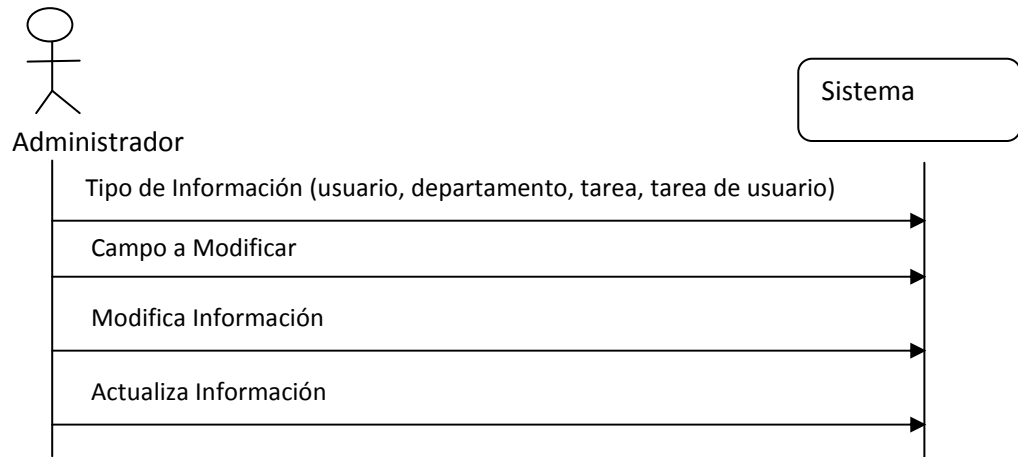 Sistema
Administrador
Tipo de Información (usuario, departamento, tarea, tarea de usuario)
Campo a Modificar
Modifica Información
Actualiza Información